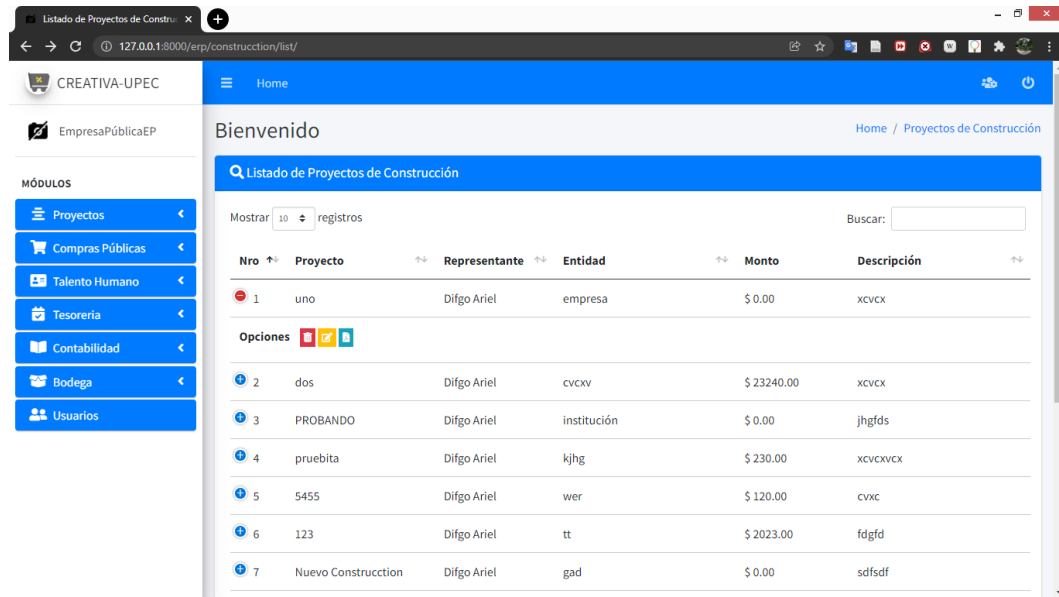 Listado de Proyectos de Construc
127.0.0.1:8000/erp/construcction/list/
CREATIVA-UPEC
Home
EmpresaPúblicaEP
Bienvenido
Home / Proyectos de Construcción
MÓDULOS
Proyectos
Compras Públicas
Talento Humano
Tesoreria
Contabilidad
Bodega
Usuarios
Listado de Proyectos de Construcción
Mostrar 10 registros Buscar:
Nro Proyecto Representante Entidad Monto Descripción
1 uno Difgo Ariel empresa $ 0.00 xcvcx
Opciones
2 dos Difgo Ariel cvcxv $ 23240.00 xcvcx
3 PROBANDO Difgo Ariel institución $ 0.00 jhgfds
4 pruebita Difgo Ariel kjhg $ 230.00 xcvcxvcx
5 5455 Difgo Ariel wer $ 120.00 cvxc
6 123 Difgo Ariel tt $ 2023.00 fdgfd
7 Nuevo Construcction Difgo Ariel gad $ 0.00 sdfsdf